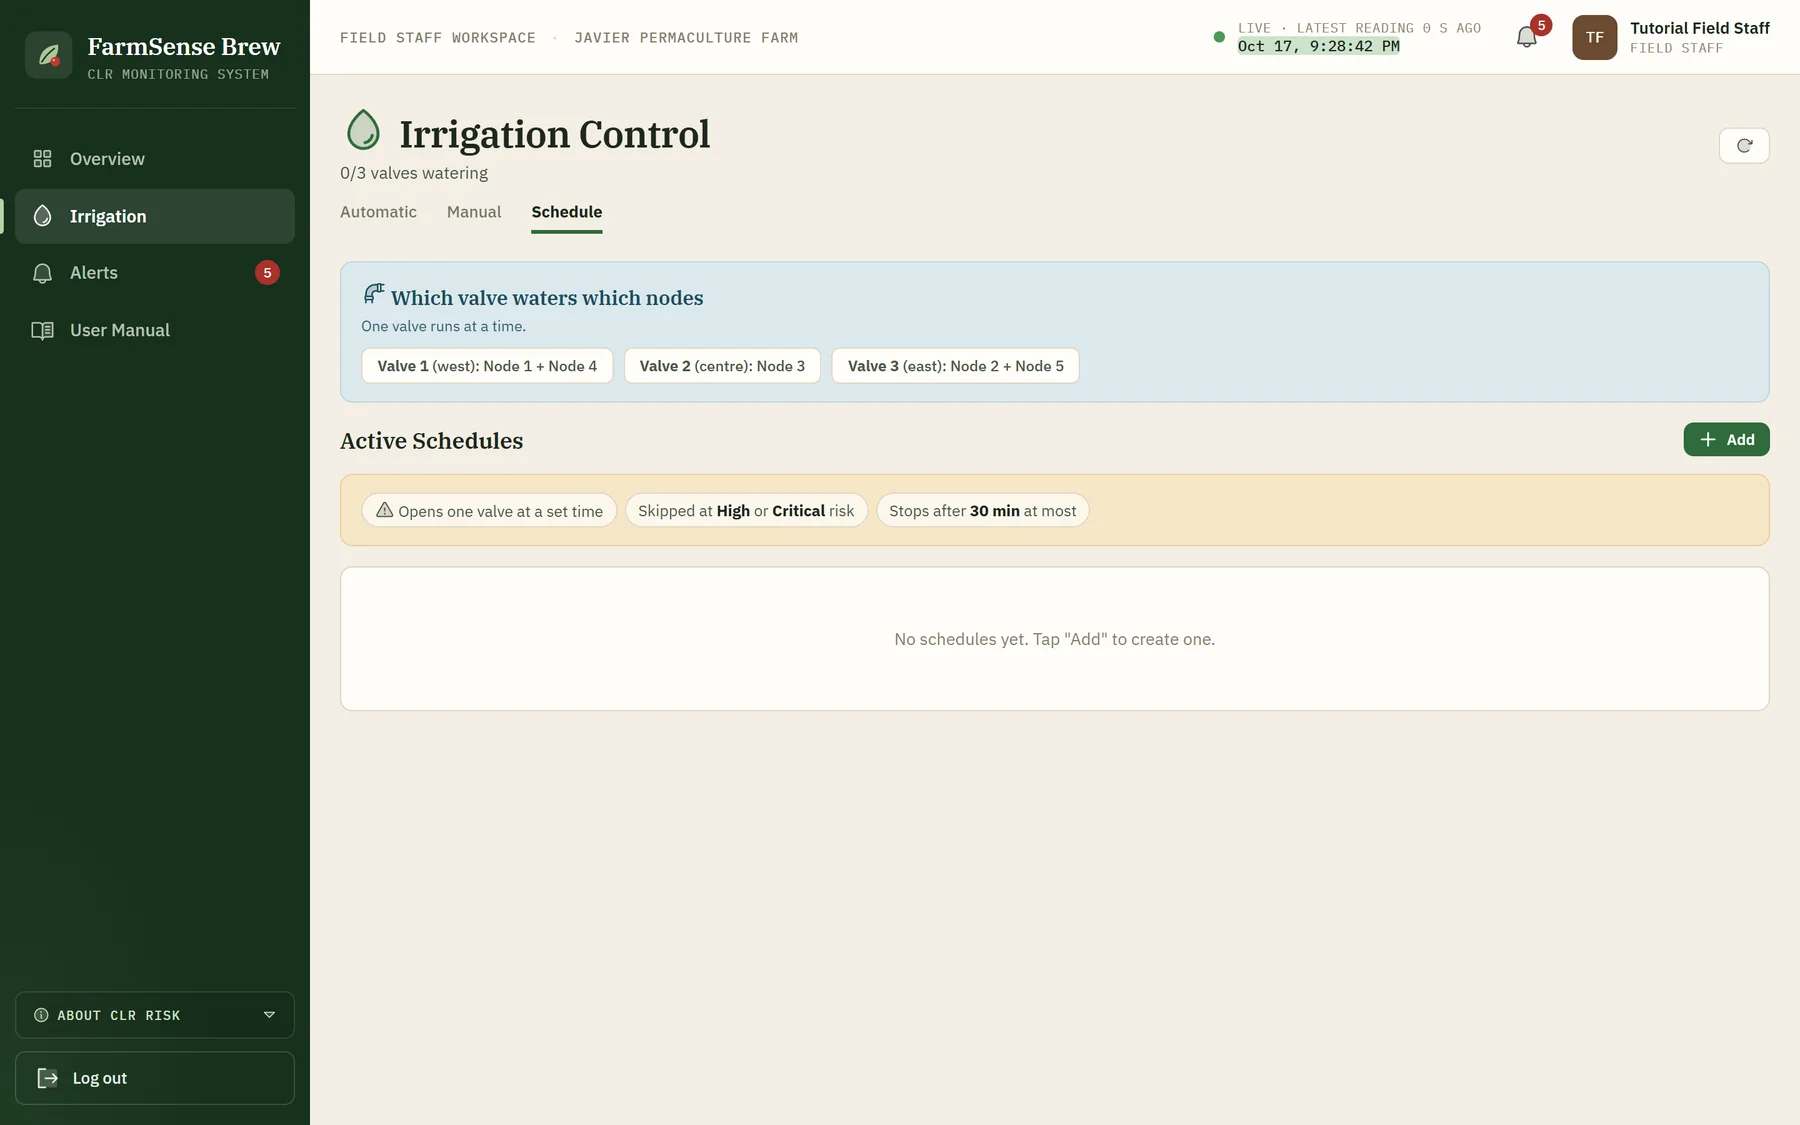 FarmSense Brew
CLR MONITORING SYSTEM
Overview
Irrigation
Alerts
5
User Manual
ABOUT CLR RISK
Log out
FIELD STAFF WORKSPACE · JAVIER PERMACULTURE FARM
LIVE · LATEST READING 0 S AGO
Oct 17, 9:28:42 PM
5
TF
Tutorial Field Staff
FIELD STAFF
Irrigation Control
0/3 valves watering
Automatic Manual Schedule
Which valve waters which nodes
One valve runs at a time.
Valve 1 (west): Node 1 + Node 4
Valve 2 (centre): Node 3
Valve 3 (east): Node 2 + Node 5
Active Schedules
Add
Opens one valve at a set time
Skipped at High or Critical risk
Stops after 30 min at most
No schedules yet. Tap "Add" to create one.